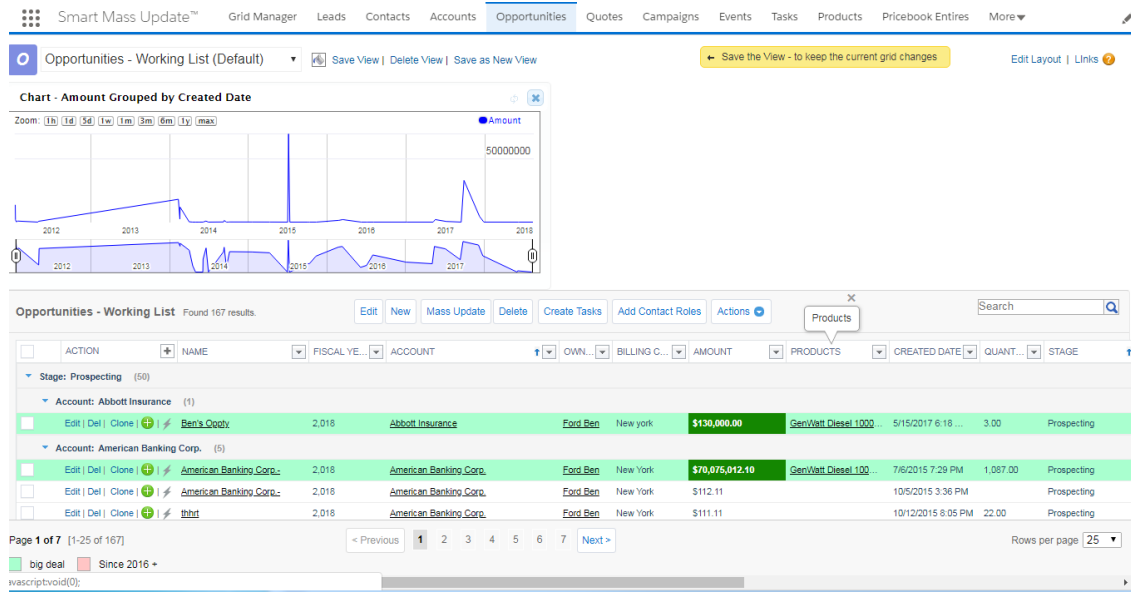 Smart Mass Update™ Grid Manager Leads Contacts Accounts Opportunities Quotes Campaigns Events Tasks Products Pricebook Entires More▾
O Opportunities - Working List (Default) Save View | Delete View | Save as New View ← Save the View - to keep the current grid changes Edit Layout | LInks ?
Chart - Amount Grouped by Created Date
Zoom: 1h 1d 5d 1w 1m 3m 6m 1y max Amount
50000000
2012 2013 2014 2015 2016 2017 2018
2012 2013 2014 2015 2016 2017
Opportunities - Working List Found 167 results. Edit New Mass Update Delete Create Tasks Add Contact Roles Actions Products Search
ACTION + NAME FISCAL YE... ACCOUNT ↑ OWN... BILLING C... AMOUNT PRODUCTS CREATED DATE QUANT... STAGE ↑
Stage: Prospecting (50)
Account: Abbott Insurance (1)
Edit | Del | Clone | Ben's Oppty 2,018 Abbott Insurance Ford Ben New york $130,000.00 GenWatt Diesel 1000... 5/15/2017 6:18 ... 3.00 Prospecting
Account: American Banking Corp. (5)
Edit | Del | Clone | American Banking Corp.- 2,018 American Banking Corp. Ford Ben New York $70,075,012.10 GenWatt Diesel 100... 7/6/2015 7:29 PM 1,087.00 Prospecting
Edit | Del | Clone | American Banking Corp.- 2,018 American Banking Corp. Ford Ben New York $112.11 10/5/2015 3:36 PM Prospecting
Edit | Del | Clone | thhrt 2,018 American Banking Corp. Ford Ben New York $111.11 10/12/2015 8:05 PM 22.00 Prospecting
Page 1 of 7 [1-25 of 167] < Previous 1 2 3 4 5 6 7 Next > Rows per page 25
big deal Since 2016 +
avascript:void(0);